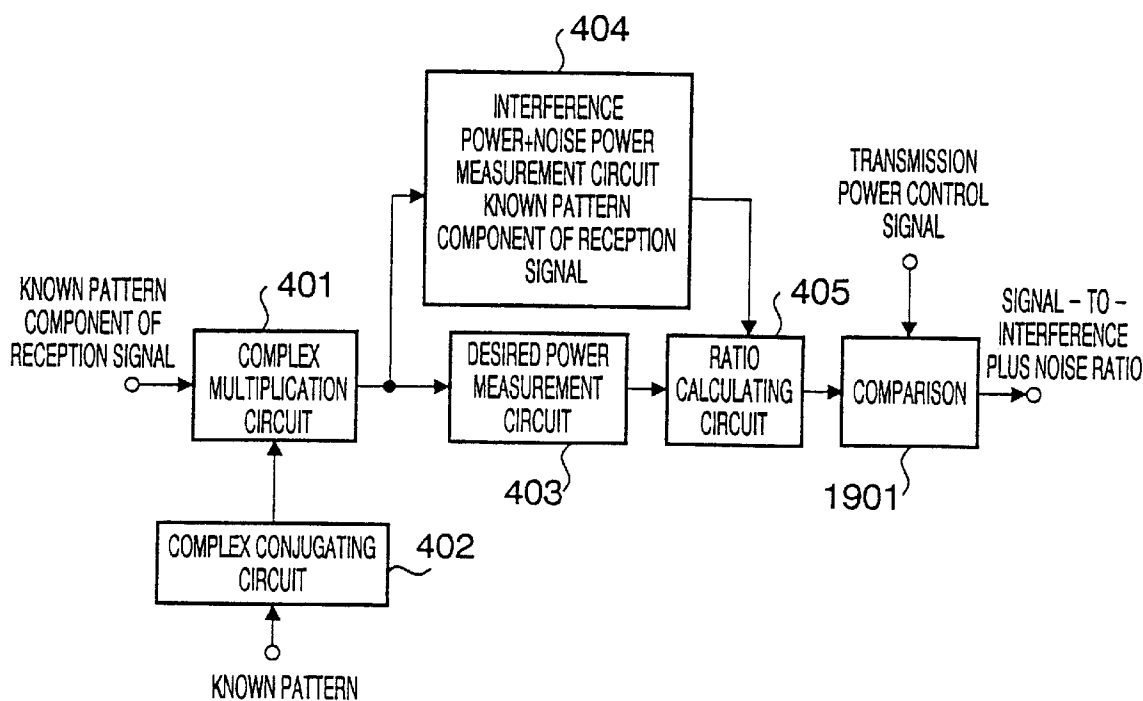 404
INTERFERENCE
POWER+NOISE POWER
MEASUREMENT CIRCUIT
KNOWN PATTERN
COMPONENT OF RECEPTION
SIGNAL
TRANSMISSION
POWER CONTROL
SIGNAL
KNOWN PATTERN
COMPONENT OF
RECEPTION SIGNAL
401
COMPLEX
MULTIPLICATION
CIRCUIT
DESIRED POWER
MEASUREMENT
CIRCUIT
403
405
RATIO
CALCULATING
CIRCUIT
COMPARISON
1901
SIGNAL – TO –
INTERFERENCE
PLUS NOISE RATIO
COMPLEX CONJUGATING
CIRCUIT
402
KNOWN PATTERN